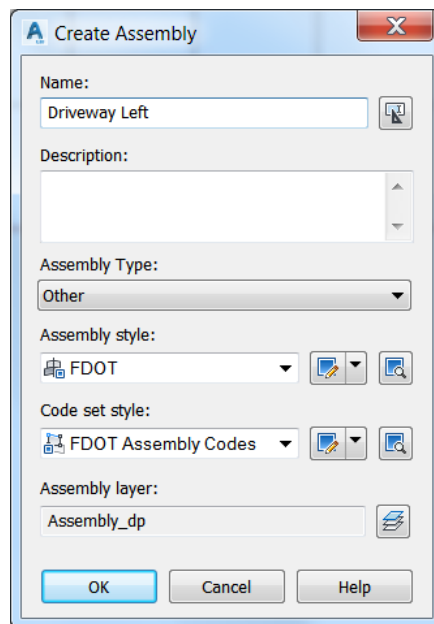 Create Assembly
Name:
Driveway Left
Description:
Assembly Type:
Other
Assembly style:
FDOT
Code set style:
FDOT Assembly Codes
Assembly layer:
Assembly_dp
OK Cancel Help